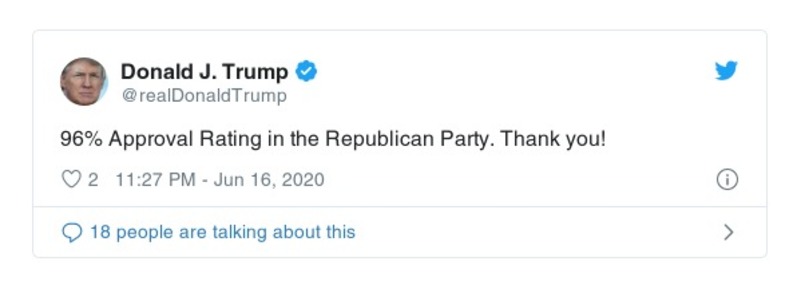 Donald J. Trump
@realDonaldTrump
96% Approval Rating in the Republican Party. Thank you!
2 11:27 PM - Jun 16, 2020
18 people are talking about this